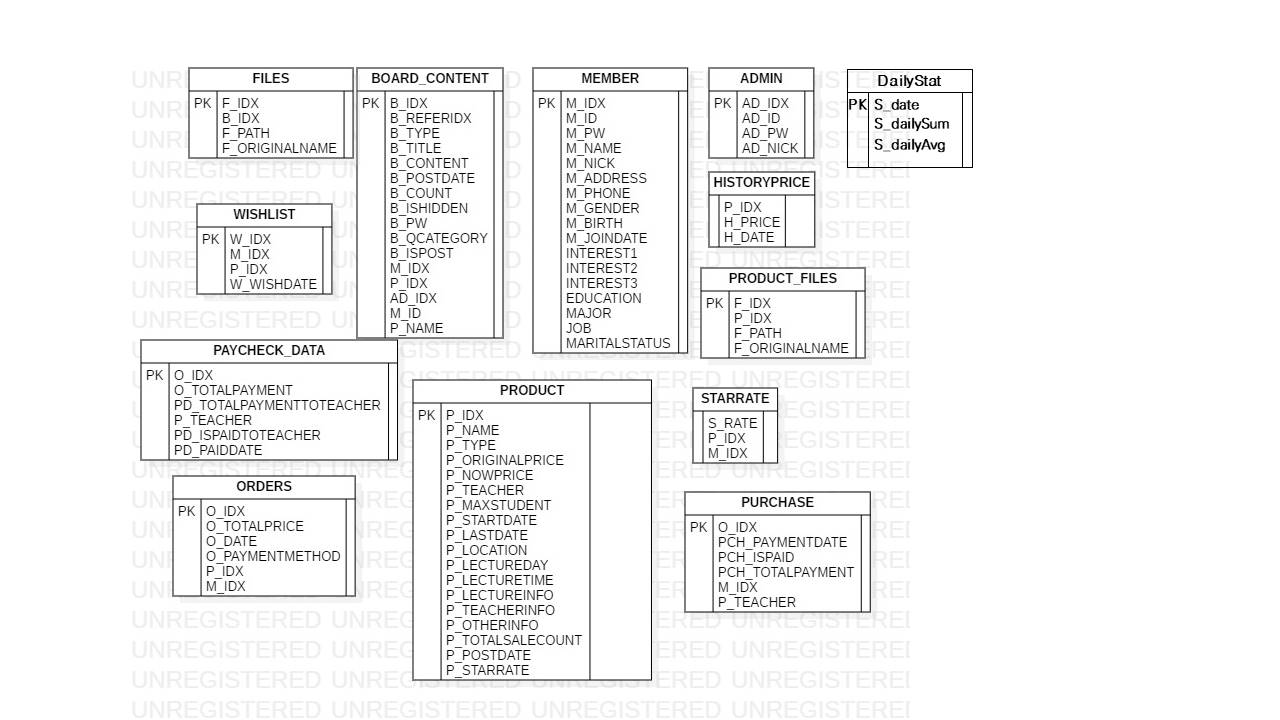 FILES
PK F_IDX
B_IDX
F_PATH
F_ORIGINALNAME
BOARD_CONTENT
PK B_IDX
B_REFERIDX
B_TYPE
B_TITLE
B_CONTENT
B_POSTDATE
B_COUNT
B_ISHIDDEN
B_PW
B_QCATEGORY
B_ISPOST
M_IDX
P_IDX
AD_IDX
M_ID
P_NAME
MEMBER
PK M_IDX
M_ID
M_PW
M_NAME
M_NICK
M_ADDRESS
M_PHONE
M_GENDER
M_BIRTH
M_JOINDATE
INTEREST1
INTEREST2
INTEREST3
EDUCATION
MAJOR
JOB
MARITALSTATUS
ADMIN
PK AD_IDX
AD_ID
AD_PW
AD_NICK
DailyStat
PK S_date
S_dailySum
S_dailyAvg
HISTORYPRICE
P_IDX
H_PRICE
H_DATE
WISHLIST
PK W_IDX
M_IDX
P_IDX
W_WISHDATE
PRODUCT_FILES
PK F_IDX
P_IDX
F_PATH
F_ORIGINALNAME
PAYCHECK_DATA
PK O_IDX
O_TOTALPAYMENT
PD_TOTALPAYMENTTOTEACHER
P_TEACHER
PD_ISPAIDTOTEACHER
PD_PAIDDATE
PRODUCT
PK P_IDX
P_NAME
P_TYPE
P_ORIGINALPRICE
P_NOWPRICE
P_TEACHER
P_MAXSTUDENT
P_STARTDATE
P_LASTDATE
P_LOCATION
P_LECTUREDAY
P_LECTURETIME
P_LECTUREINFO
P_TEACHERINFO
P_OTHERINFO
P_TOTALSALECOUNT
P_POSTDATE
P_STARRATE
STARRATE
S_RATE
P_IDX
M_IDX
ORDERS
PK O_IDX
O_TOTALPRICE
O_DATE
O_PAYMENTMETHOD
P_IDX
M_IDX
PURCHASE
PK O_IDX
PCH_PAYMENTDATE
PCH_ISPAID
PCH_TOTALPAYMENT
M_IDX
P_TEACHER
UNREGISTERED UNREGISTERED UNREGISTERED UNREGISTERED